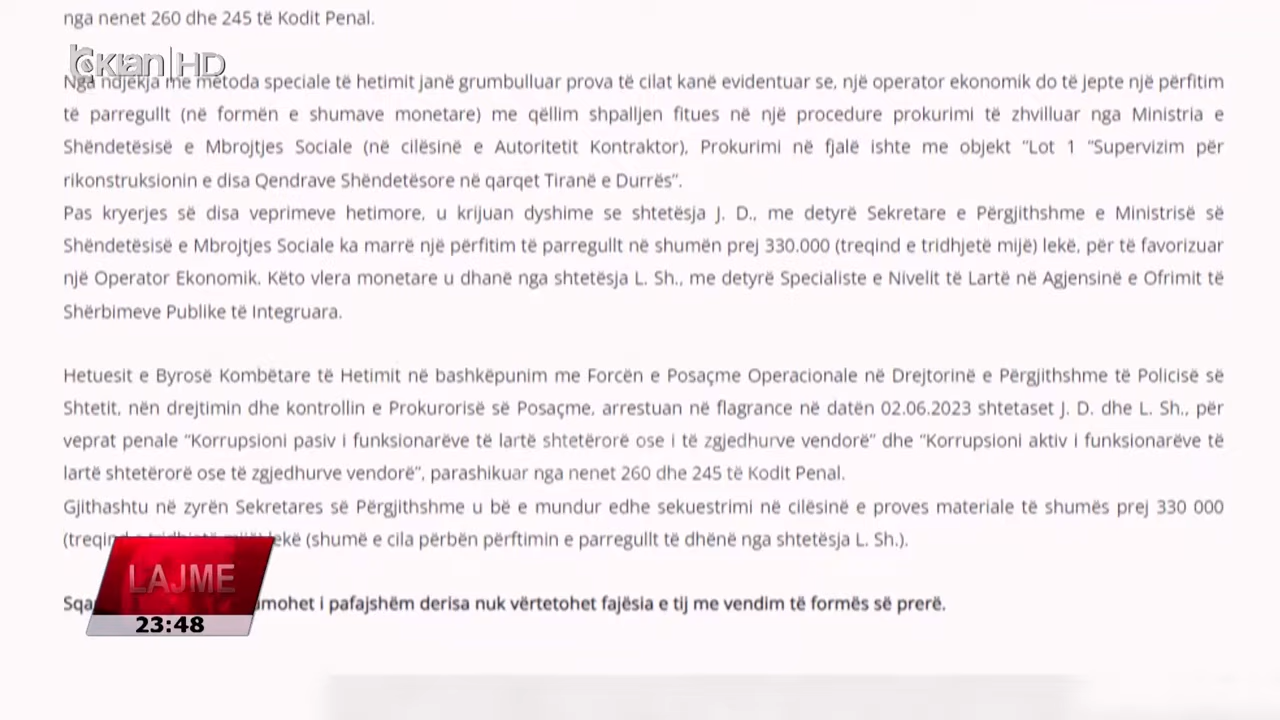 nga nenet 260 dhe 245 të Kodit Penal.
klan HD
Nga ndjekja me metoda speciale të hetimit janë grumbulluar prova të cilat kanë evidentuar se, një operator ekonomik do të jepte një përfitim
të parregullt (në formën e shumave monetare) me qëllim shpalljen fitues në një procedure prokurimi të zhvilluar nga Ministria e
Shëndetësisë e Mbrojtjes Sociale (në cilësinë e Autoritetit Kontraktor), Prokurimi në fjalë ishte me objekt “Lot 1 “Supervizim për
rikonstruksionin e disa Qendrave Shëndetësore në qarqet Tiranë e Durrës”.
Pas kryerjes së disa veprimeve hetimore, u krijuan dyshime se shtetësja J. D., me detyrë Sekretare e Përgjithshme e Ministrisë së
Shëndetësisë e Mbrojtjes Sociale ka marrë një përfitim të parregullt në shumën prej 330.000 (treqind e tridhjetë mijë) lekë, për të favorizuar
një Operator Ekonomik. Këto vlera monetare u dhanë nga shtetësja L. Sh., me detyrë Specialiste e Nivelit të Lartë në Agjensinë e Ofrimit të
Shërbimeve Publike të Integruara.
Hetuesit e Byrosë Kombëtare të Hetimit në bashkëpunim me Forcën e Posaçme Operacionale në Drejtorinë e Përgjithshme të Policisë së
Shtetit, nën drejtimin dhe kontrollin e Prokurorisë së Posaçme, arrestuan në flagrance në datën 02.06.2023 shtetaset J. D. dhe L. Sh., për
veprat penale “Korrupsioni pasiv i funksionarëve të lartë shtetërorë ose i të zgjedhurve vendorë” dhe “Korrupsioni aktiv i funksionarëve të
lartë shtetërorë ose të zgjedhurve vendorë”, parashikuar nga nenet 260 dhe 245 të Kodit Penal.
Gjithashtu në zyrën Sekretares së Përgjithshme u bë e mundur edhe sekuestrimi në cilësinë e proves materiale të shumës prej 330 000
lekë (shumë e cila përbën përftimin e parregullt të dhënë nga shtetësja L. Sh.).
i pafajshëm derisa nuk vërtetohet fajësia e tij me vendim të formës së prerë.
LAJME
23:48